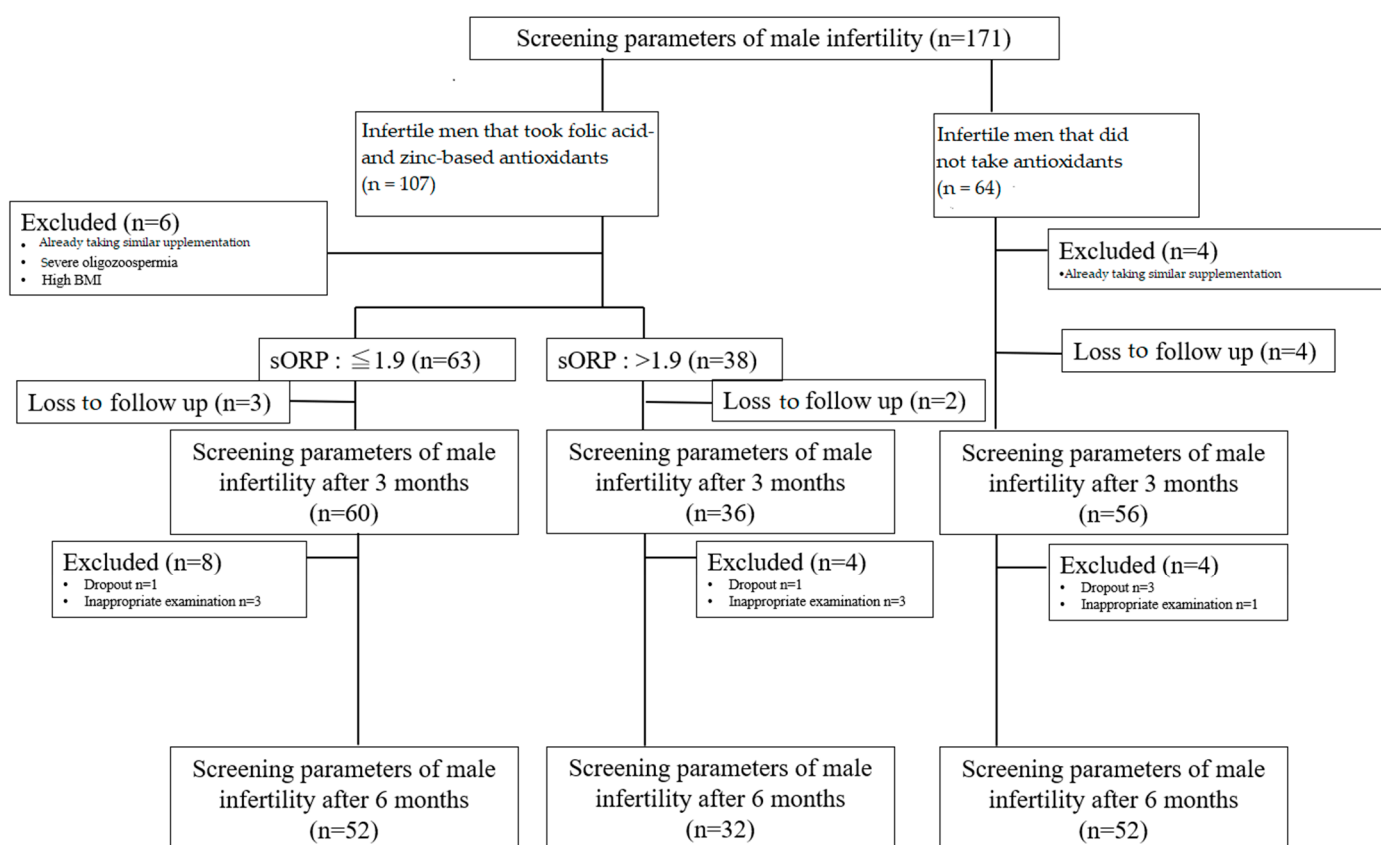 Screening parameters of male infertility (n=171)
Infertile men that took folic acid-
and zinc-based antioxidants
(n = 107)
Infertile men that did
not take antioxidants
(n = 64)
Excluded (n=6)
• Already taking similar upplementation
• Severe oligozoospermia
• High BMI
Excluded (n=4)
•Already taking similar supplementation
sORP : ≦1.9 (n=63)
sORP : >1.9 (n=38)
Loss to follow up (n=4)
Loss to follow up (n=3)
Loss to follow up (n=2)
Screening parameters of male
infertility after 3 months
(n=60)
Screening parameters of male
infertility after 3 months
(n=36)
Screening parameters of male
infertility after 3 months
(n=56)
Excluded (n=8)
• Dropout n=1
• Inappropriate examination n=3
Excluded (n=4)
• Dropout n=1
• Inappropriate examination n=3
Excluded (n=4)
• Dropout n=3
• Inappropriate examination n=1
Screening parameters of male
infertility after 6 months
(n=52)
Screening parameters of male
infertility after 6 months
(n=32)
Screening parameters of male
infertility after 6 months
(n=52)